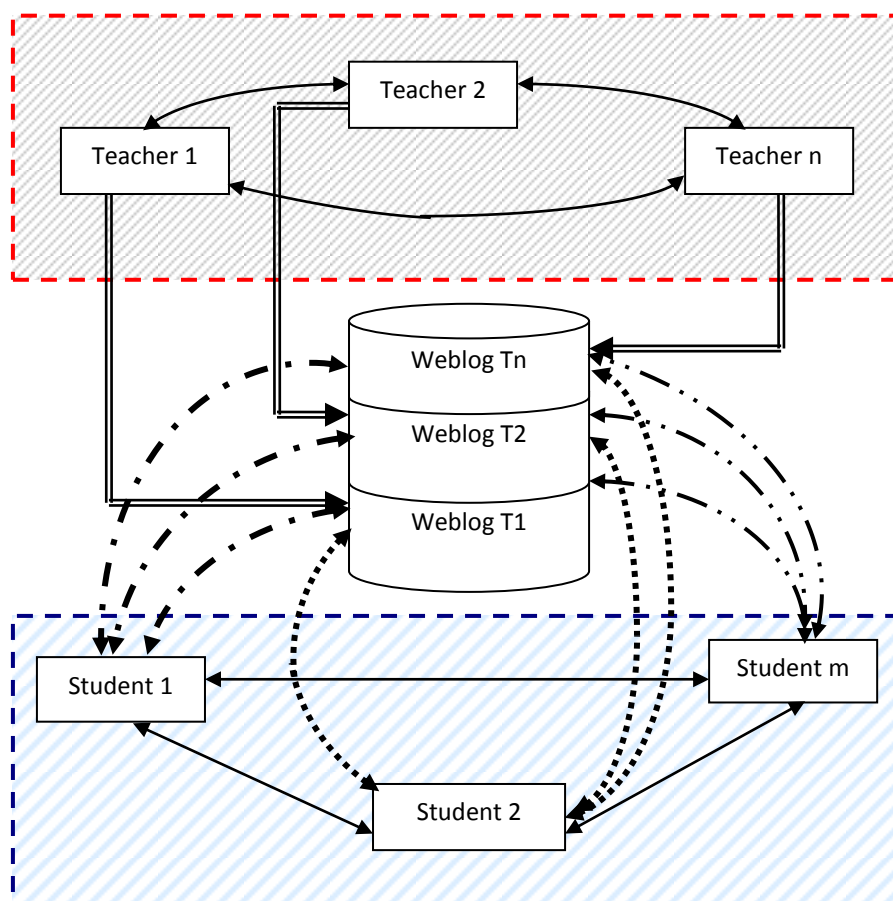 Teacher 2
Teacher 1
Teacher n
Weblog Tn
Weblog T2
Weblog T1
Student 1
Student m
Student 2